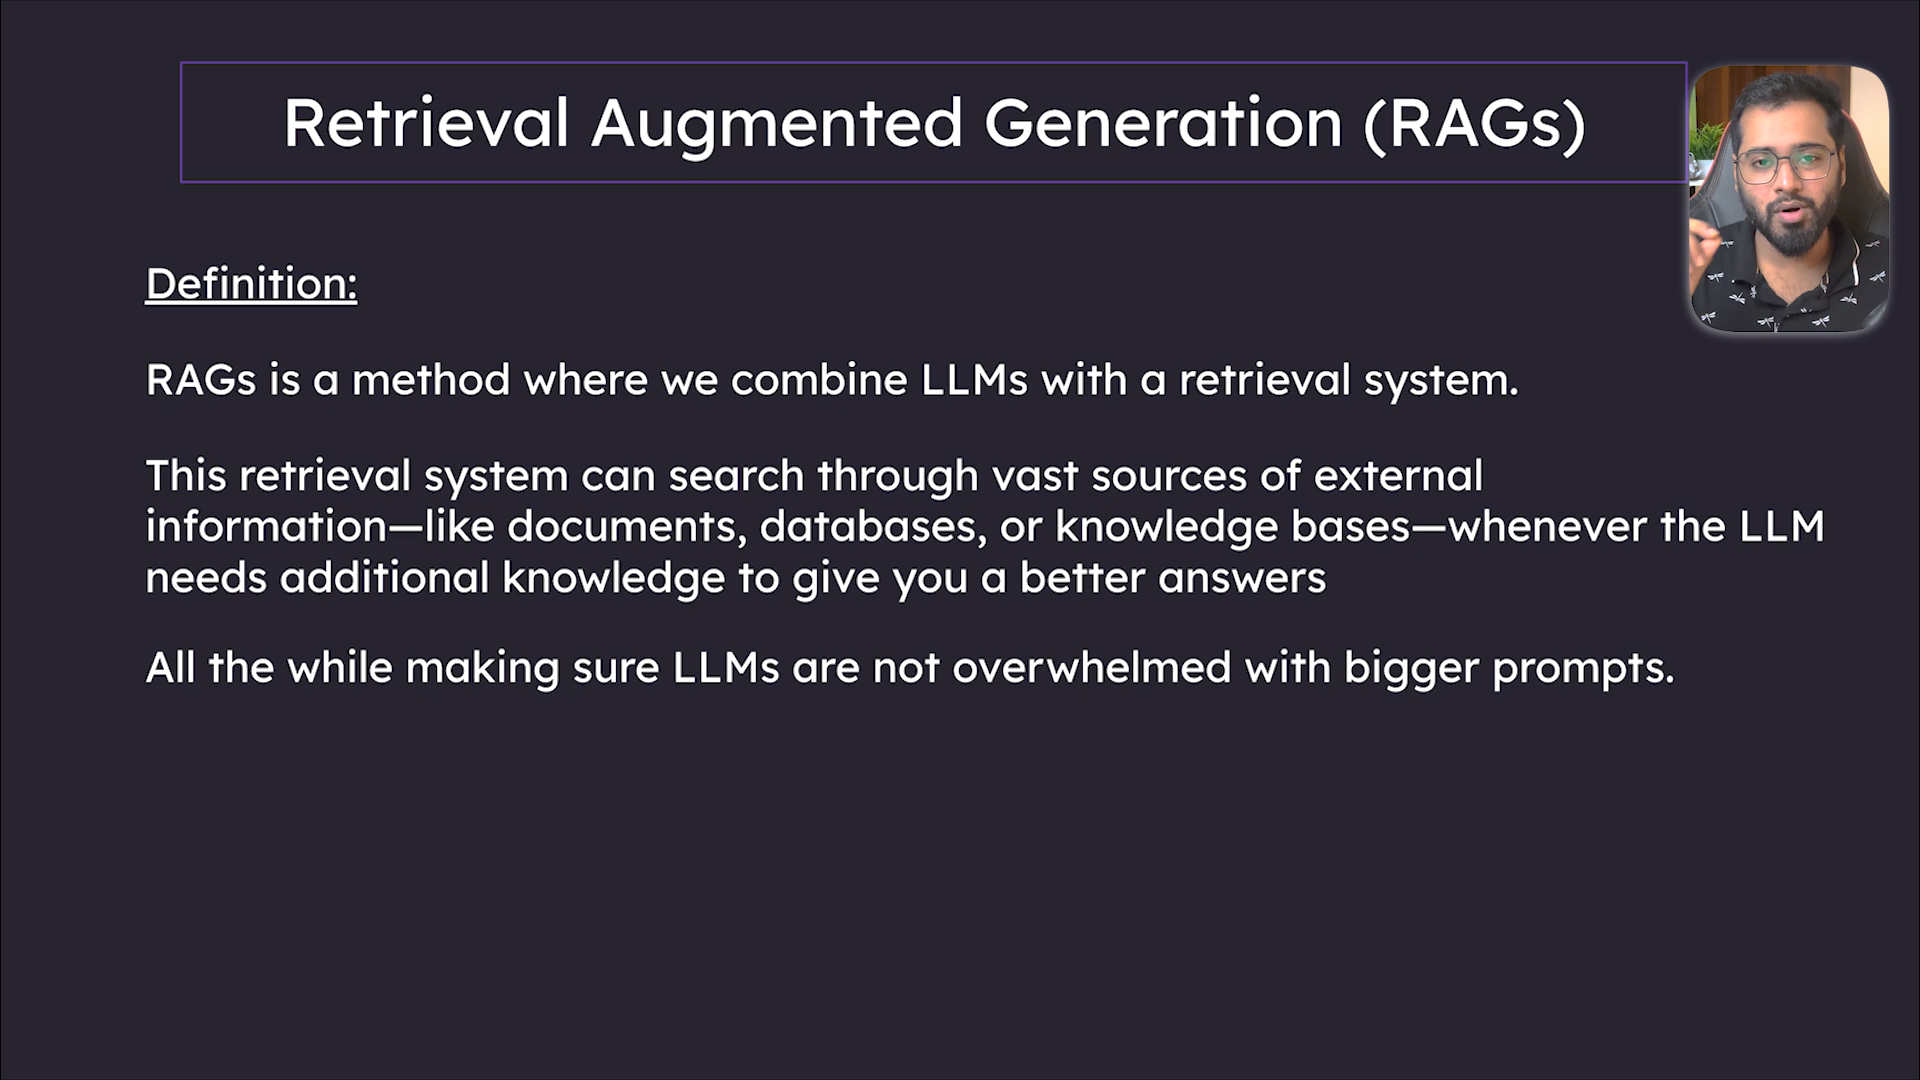 Retrieval Augmented Generation (RAGs)
Definition:
RAGs is a method where we combine LLMs with a retrieval system.
This retrieval system can search through vast sources of external
information—like documents, databases, or knowledge bases—whenever the LLM
needs additional knowledge to give you a better answers
All the while making sure LLMs are not overwhelmed with bigger prompts.